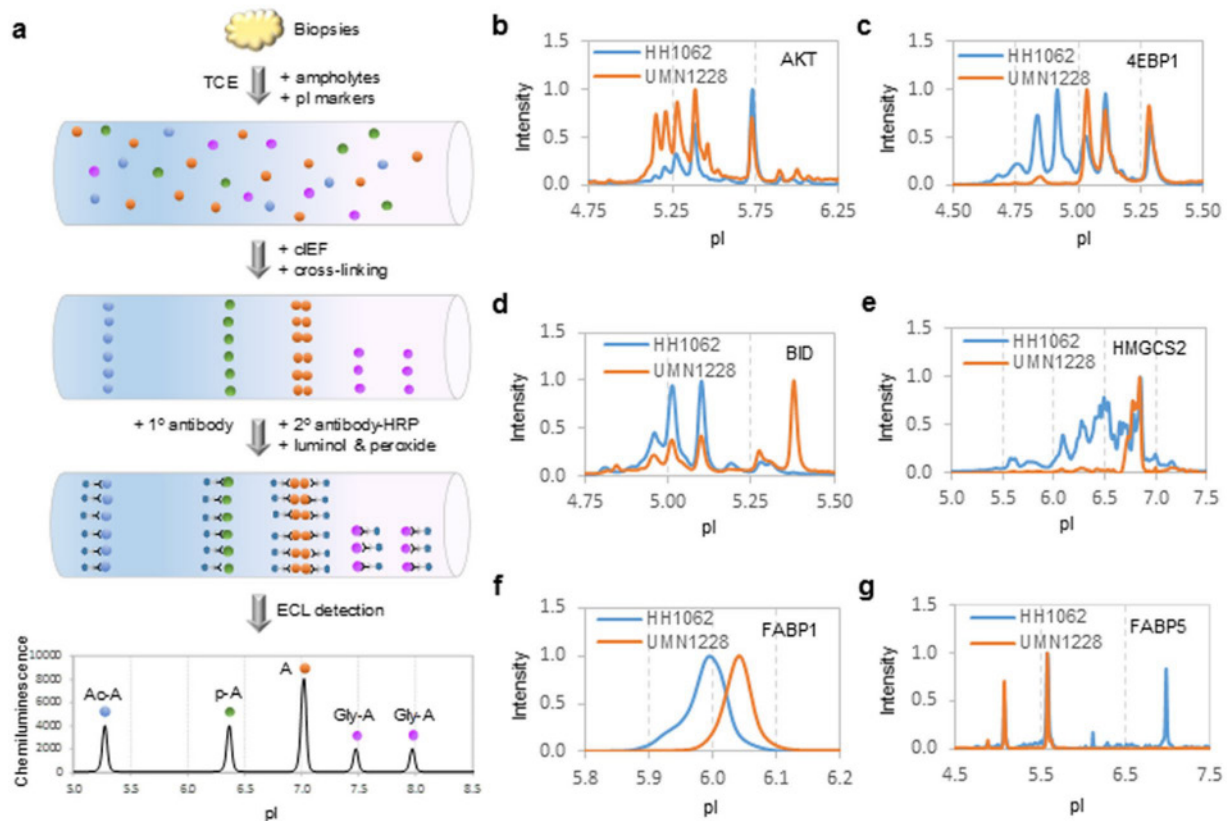 a
Biopsies
TCE
+ ampholytes
+ pI markers
+ cIEF
+ cross-linking
+ 1º antibody
+ 2º antibody-HRP
+ luminol & peroxide
ECL detection
Chemiluminescence
10000
8000
6000
4000
2000
0
Ac-A
p-A
A
Gly-A
Gly-A
5.0 5.5 6.0 6.5 7.0 7.5 8.0 8.5
pI
b
HH1062
UMN1228
AKT
Intensity
1.5
1.0
0.5
0.0
4.75 5.25 5.75 6.25
pI
c
HH1062
UMN1228
4EBP1
Intensity
1.5
1.0
0.5
0.0
4.50 4.75 5.00 5.25 5.50
pI
d
HH1062
UMN1228
BID
Intensity
1.5
1.0
0.5
0.0
4.75 5.00 5.25 5.50
pI
e
HH1062
UMN1228
HMGCS2
Intensity
1.5
1.0
0.5
0.0
5.0 5.5 6.0 6.5 7.0 7.5
pI
f
HH1062
UMN1228
FABP1
Intensity
1.5
1.0
0.5
0.0
5.8 5.9 6.0 6.1 6.2
pI
g
HH1062
UMN1228
FABP5
Intensity
1.5
1.0
0.5
0.0
4.5 5.5 6.5 7.5
pI